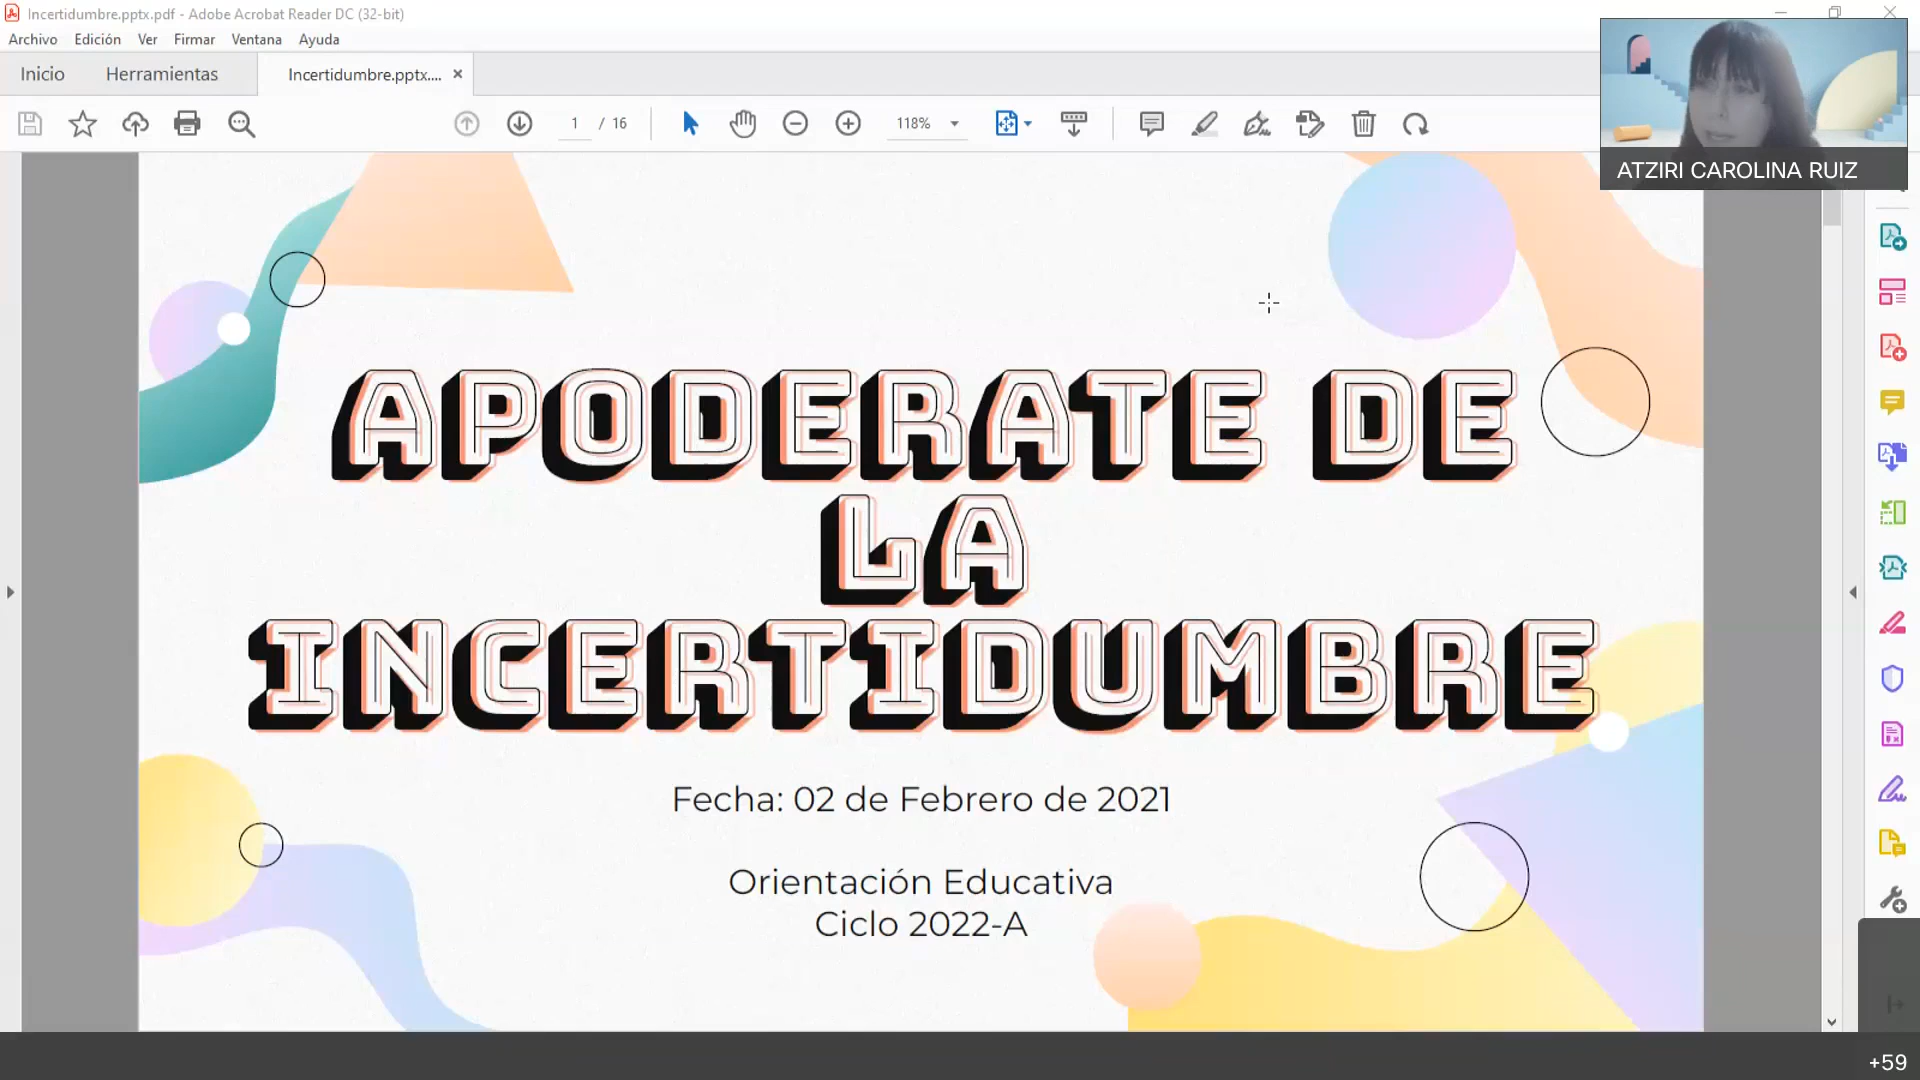 Incertidumbre.pptx.pdf - Adobe Acrobat Reader DC (32-bit)
Archivo Edición Ver Firmar Ventana Ayuda
Inicio Herramientas Incertidumbre.pptx....
1 / 16 118%
ATZIRI CAROLINA RUIZ
APODERATE DE
LA
INCERTIDUMBRE
Fecha: 02 de Febrero de 2021
Orientación Educativa
Ciclo 2022-A
+59